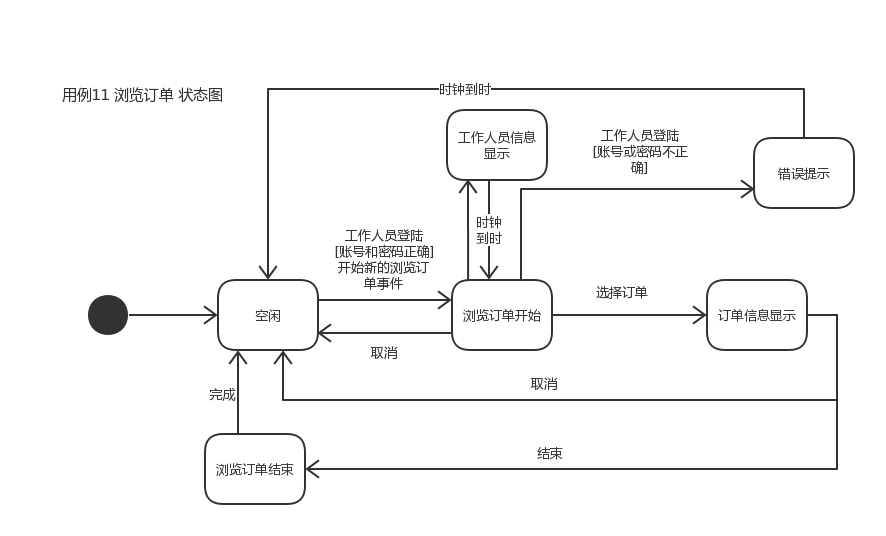 时钟到时
用例11 浏览订单 状态图
工作人员信息
显示
工作人员登陆
[账号或密码不正
确]
错误提示
时钟
到时
工作人员登陆
[账号和密码正确]
开始新的浏览订
单事件
选择订单
空闲
浏览订单开始
订单信息显示
取消
取消
完成
结束
浏览订单结束